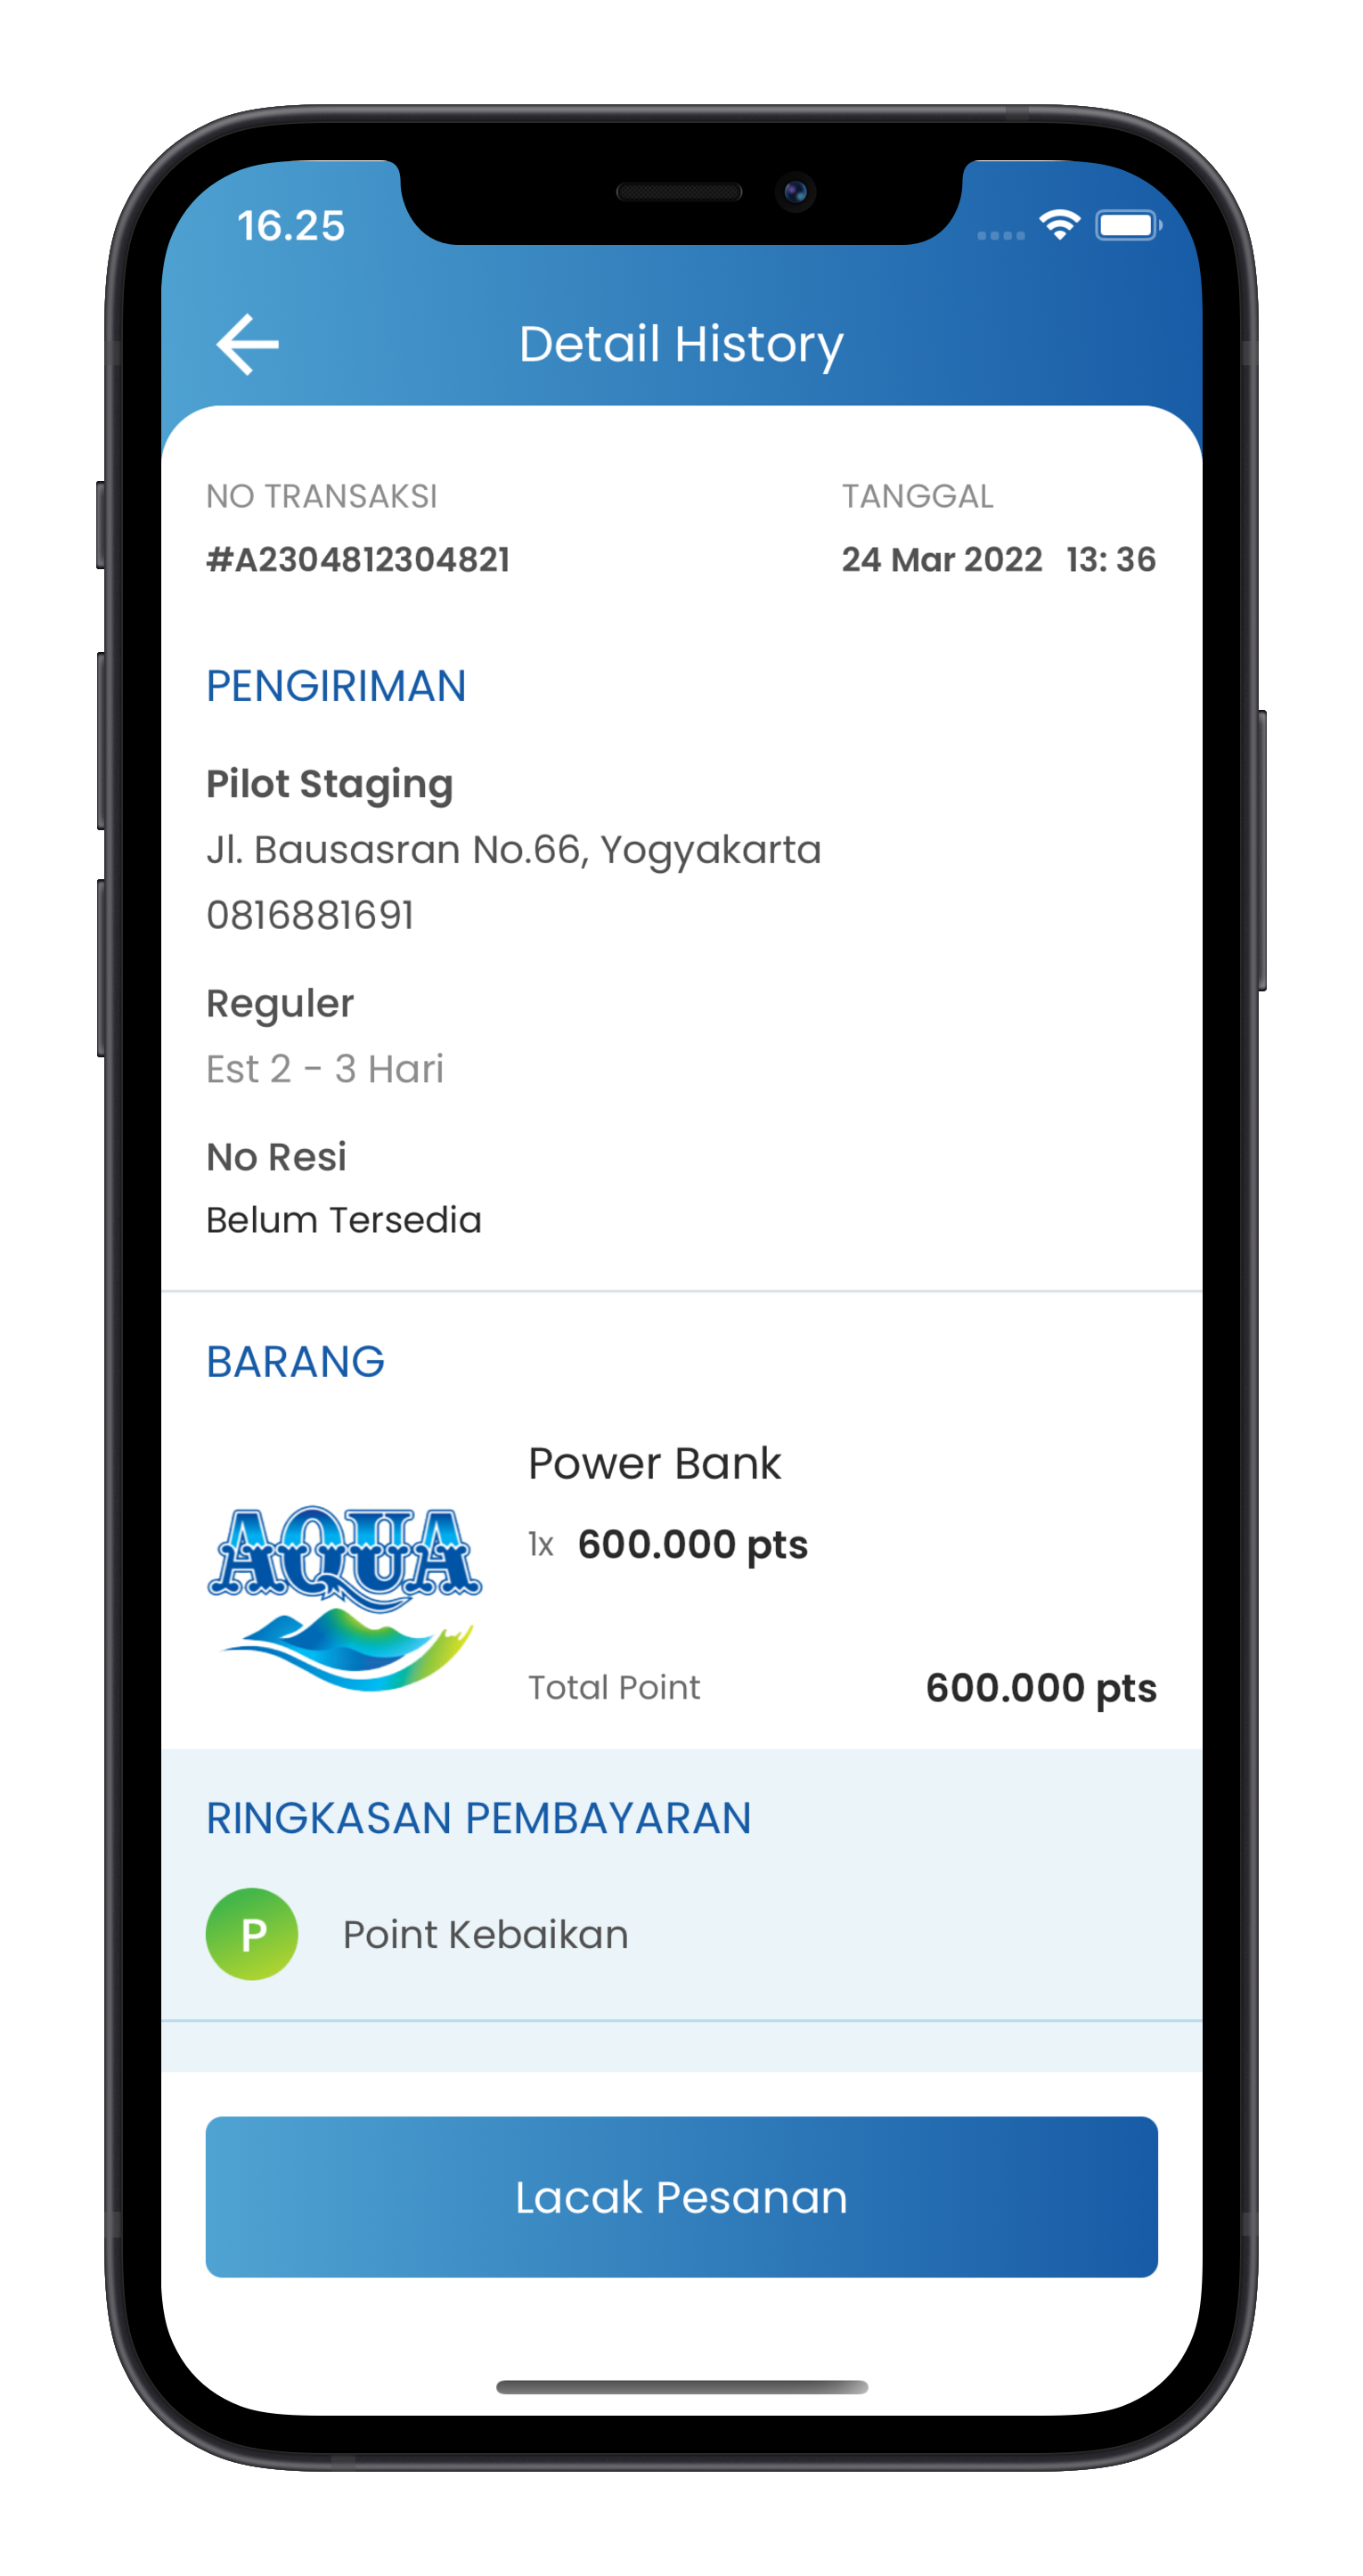 16.25
Detail History
NO TRANSAKSI TANGGAL
#A2304812304821 24 Mar 2022 13: 36
PENGIRIMAN
Pilot Staging
Jl. Bausasran No.66, Yogyakarta
0816881691
Reguler
Est 2 - 3 Hari
No Resi
Belum Tersedia
BARANG
AQUA
Power Bank
1x 600.000 pts
Total Point 600.000 pts
RINGKASAN PEMBAYARAN
P Point Kebaikan
Lacak Pesanan